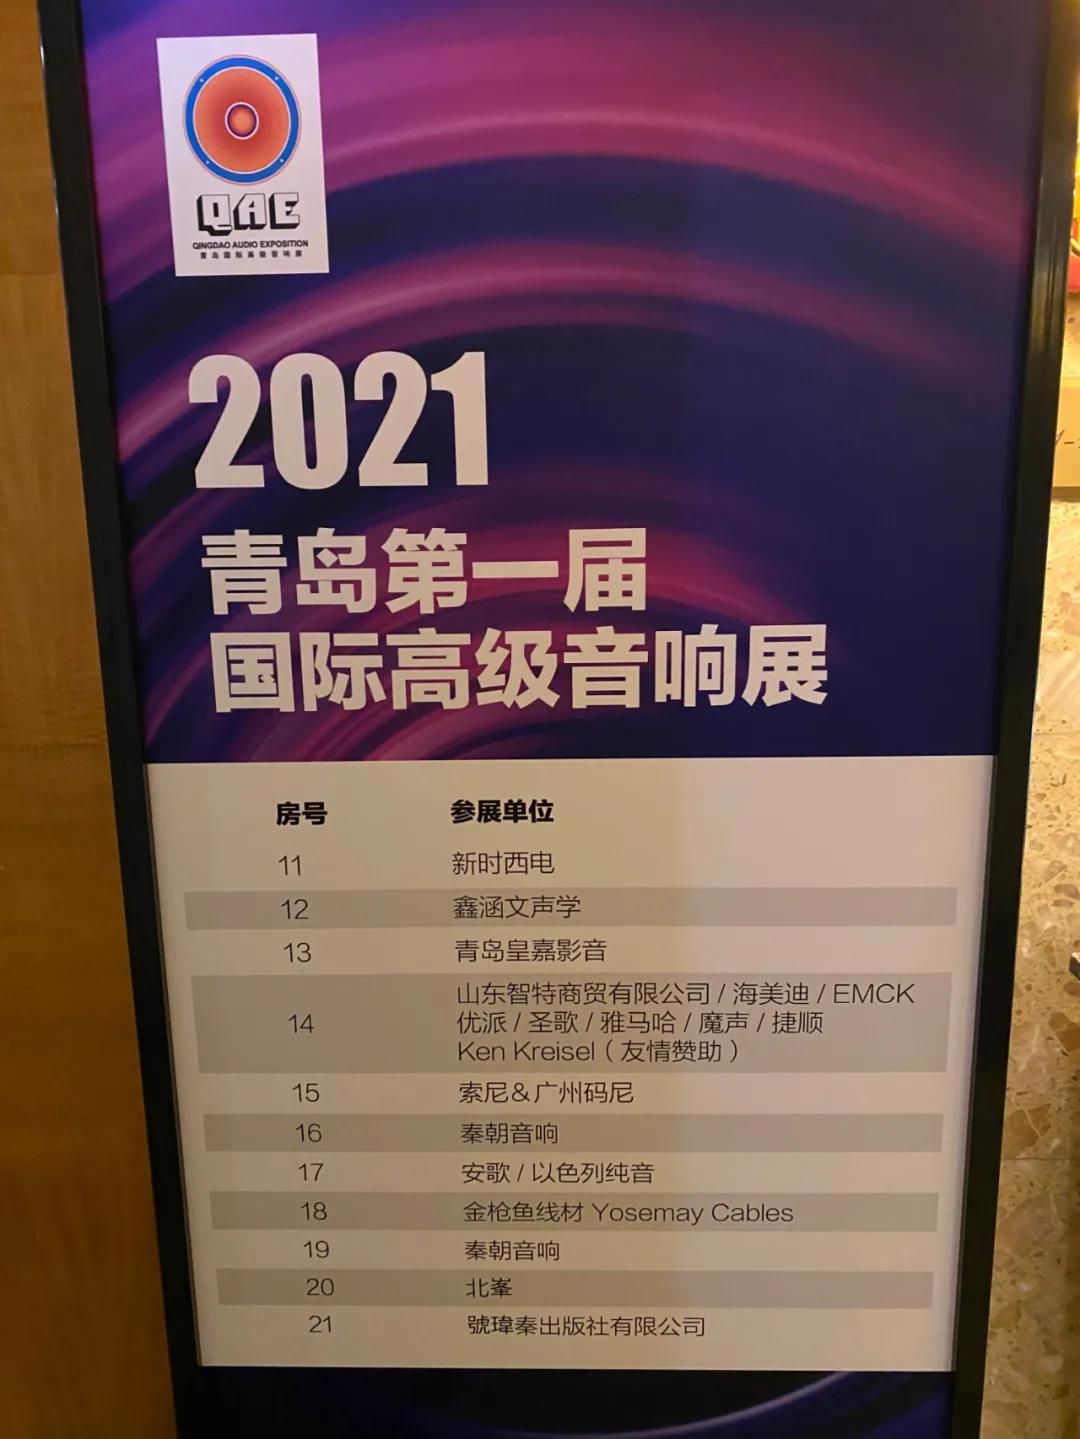 QAE
QINGDAO AUDIO EXPOSITION
青岛国际高级音响展
2021
青岛第一届
国际高级音响展
房号 参展单位
11 新时西电
12 鑫涵文声学
13 青岛皇嘉影音
14 山东智特商贸有限公司 / 海美迪 / EMCK
优派 / 圣歌 / 雅马哈 / 魔声 / 捷顺
Ken Kreisel（友情赞助）
15 索尼&广州码尼
16 秦朝音响
17 安歌 / 以色列纯音
18 金枪鱼线材 Yosemay Cables
19 秦朝音响
20 北峯
21 號瑋秦出版社有限公司